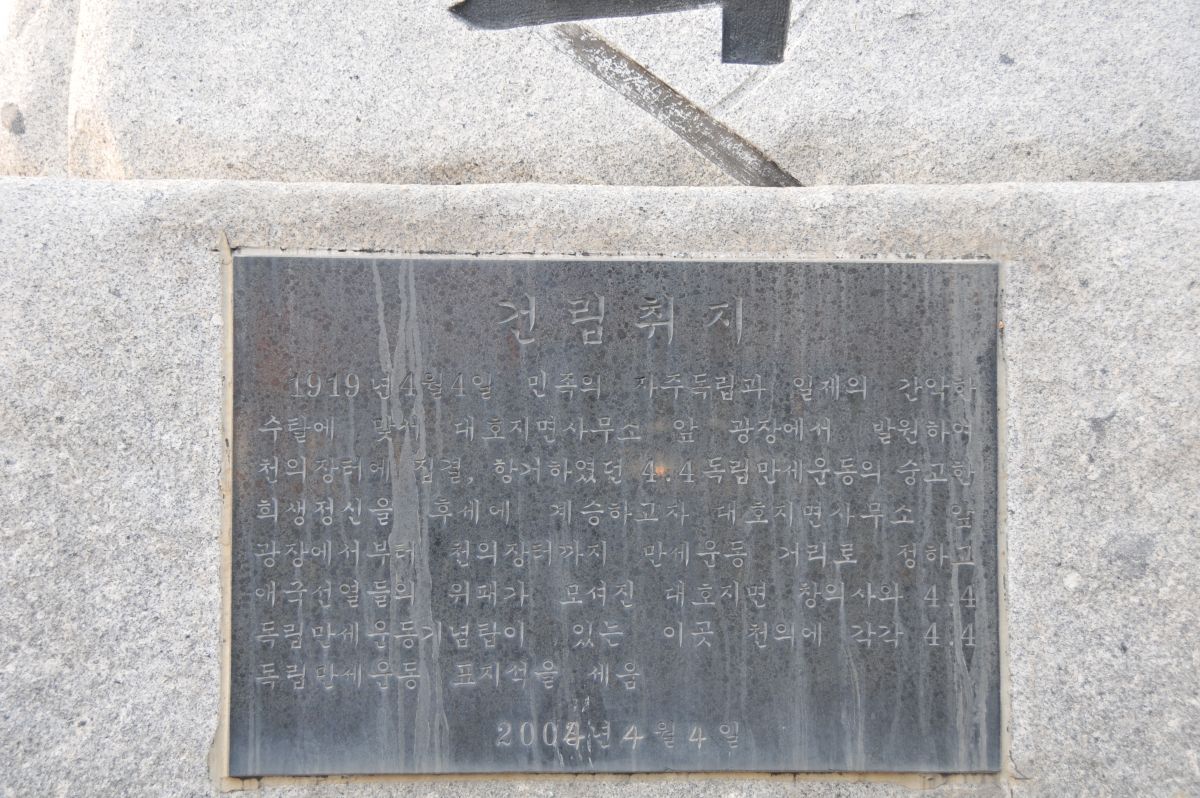 건립취지
1919년 4월 4일 민족의 자주독립과 일제의 간악한
수탈에 맞서 대호지면사무소 앞 광장에서 발원하여
천의장터에 집결, 항거하였던 4.4독립만세운동의 숭고한
희생정신을 후세에 계승하고자 대호지면사무소 앞
광장에서부터 천의장터까지 만세운동 거리로 정하고
애국선열들의 위패가 모셔진 대호지면 창의사와 4.4
독립만세운동기념탑이 있는 이곳 천의에 각각 4.4
독립만세운동 표지석을 세움
4월 4일